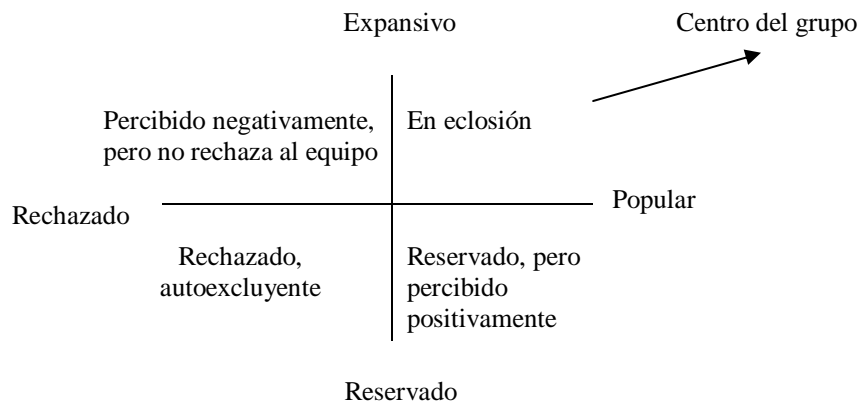 Expansivo
Centro del grupo
Percibido negativamente,
pero no rechaza al equipo
En eclosión
Rechazado
Popular
Rechazado,
autoexcluyente
Reservado, pero
percibido
positivamente
Reservado